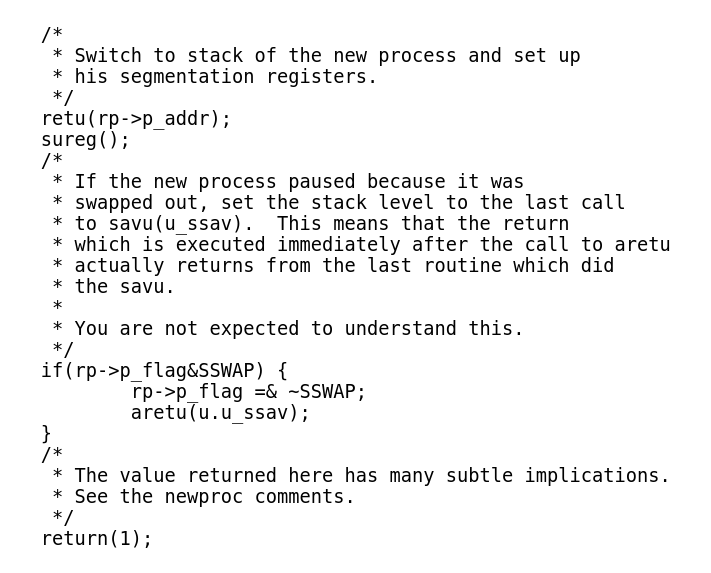 /*
 * Switch to stack of the new process and set up
 * his segmentation registers.
 */
retu(rp->p_addr);
sureg();
/*
 * If the new process paused because it was
 * swapped out, set the stack level to the last call
 * to savu(u_ssav).  This means that the return
 * which is executed immediately after the call to aretu
 * actually returns from the last routine which did
 * the savu.
 *
 * You are not expected to understand this.
 */
if(rp->p_flag&SSWAP) {
        rp->p_flag =& ~SSWAP;
        aretu(u.u_ssav);
}
/*
 * The value returned here has many subtle implications.
 * See the newproc comments.
 */
return(1);